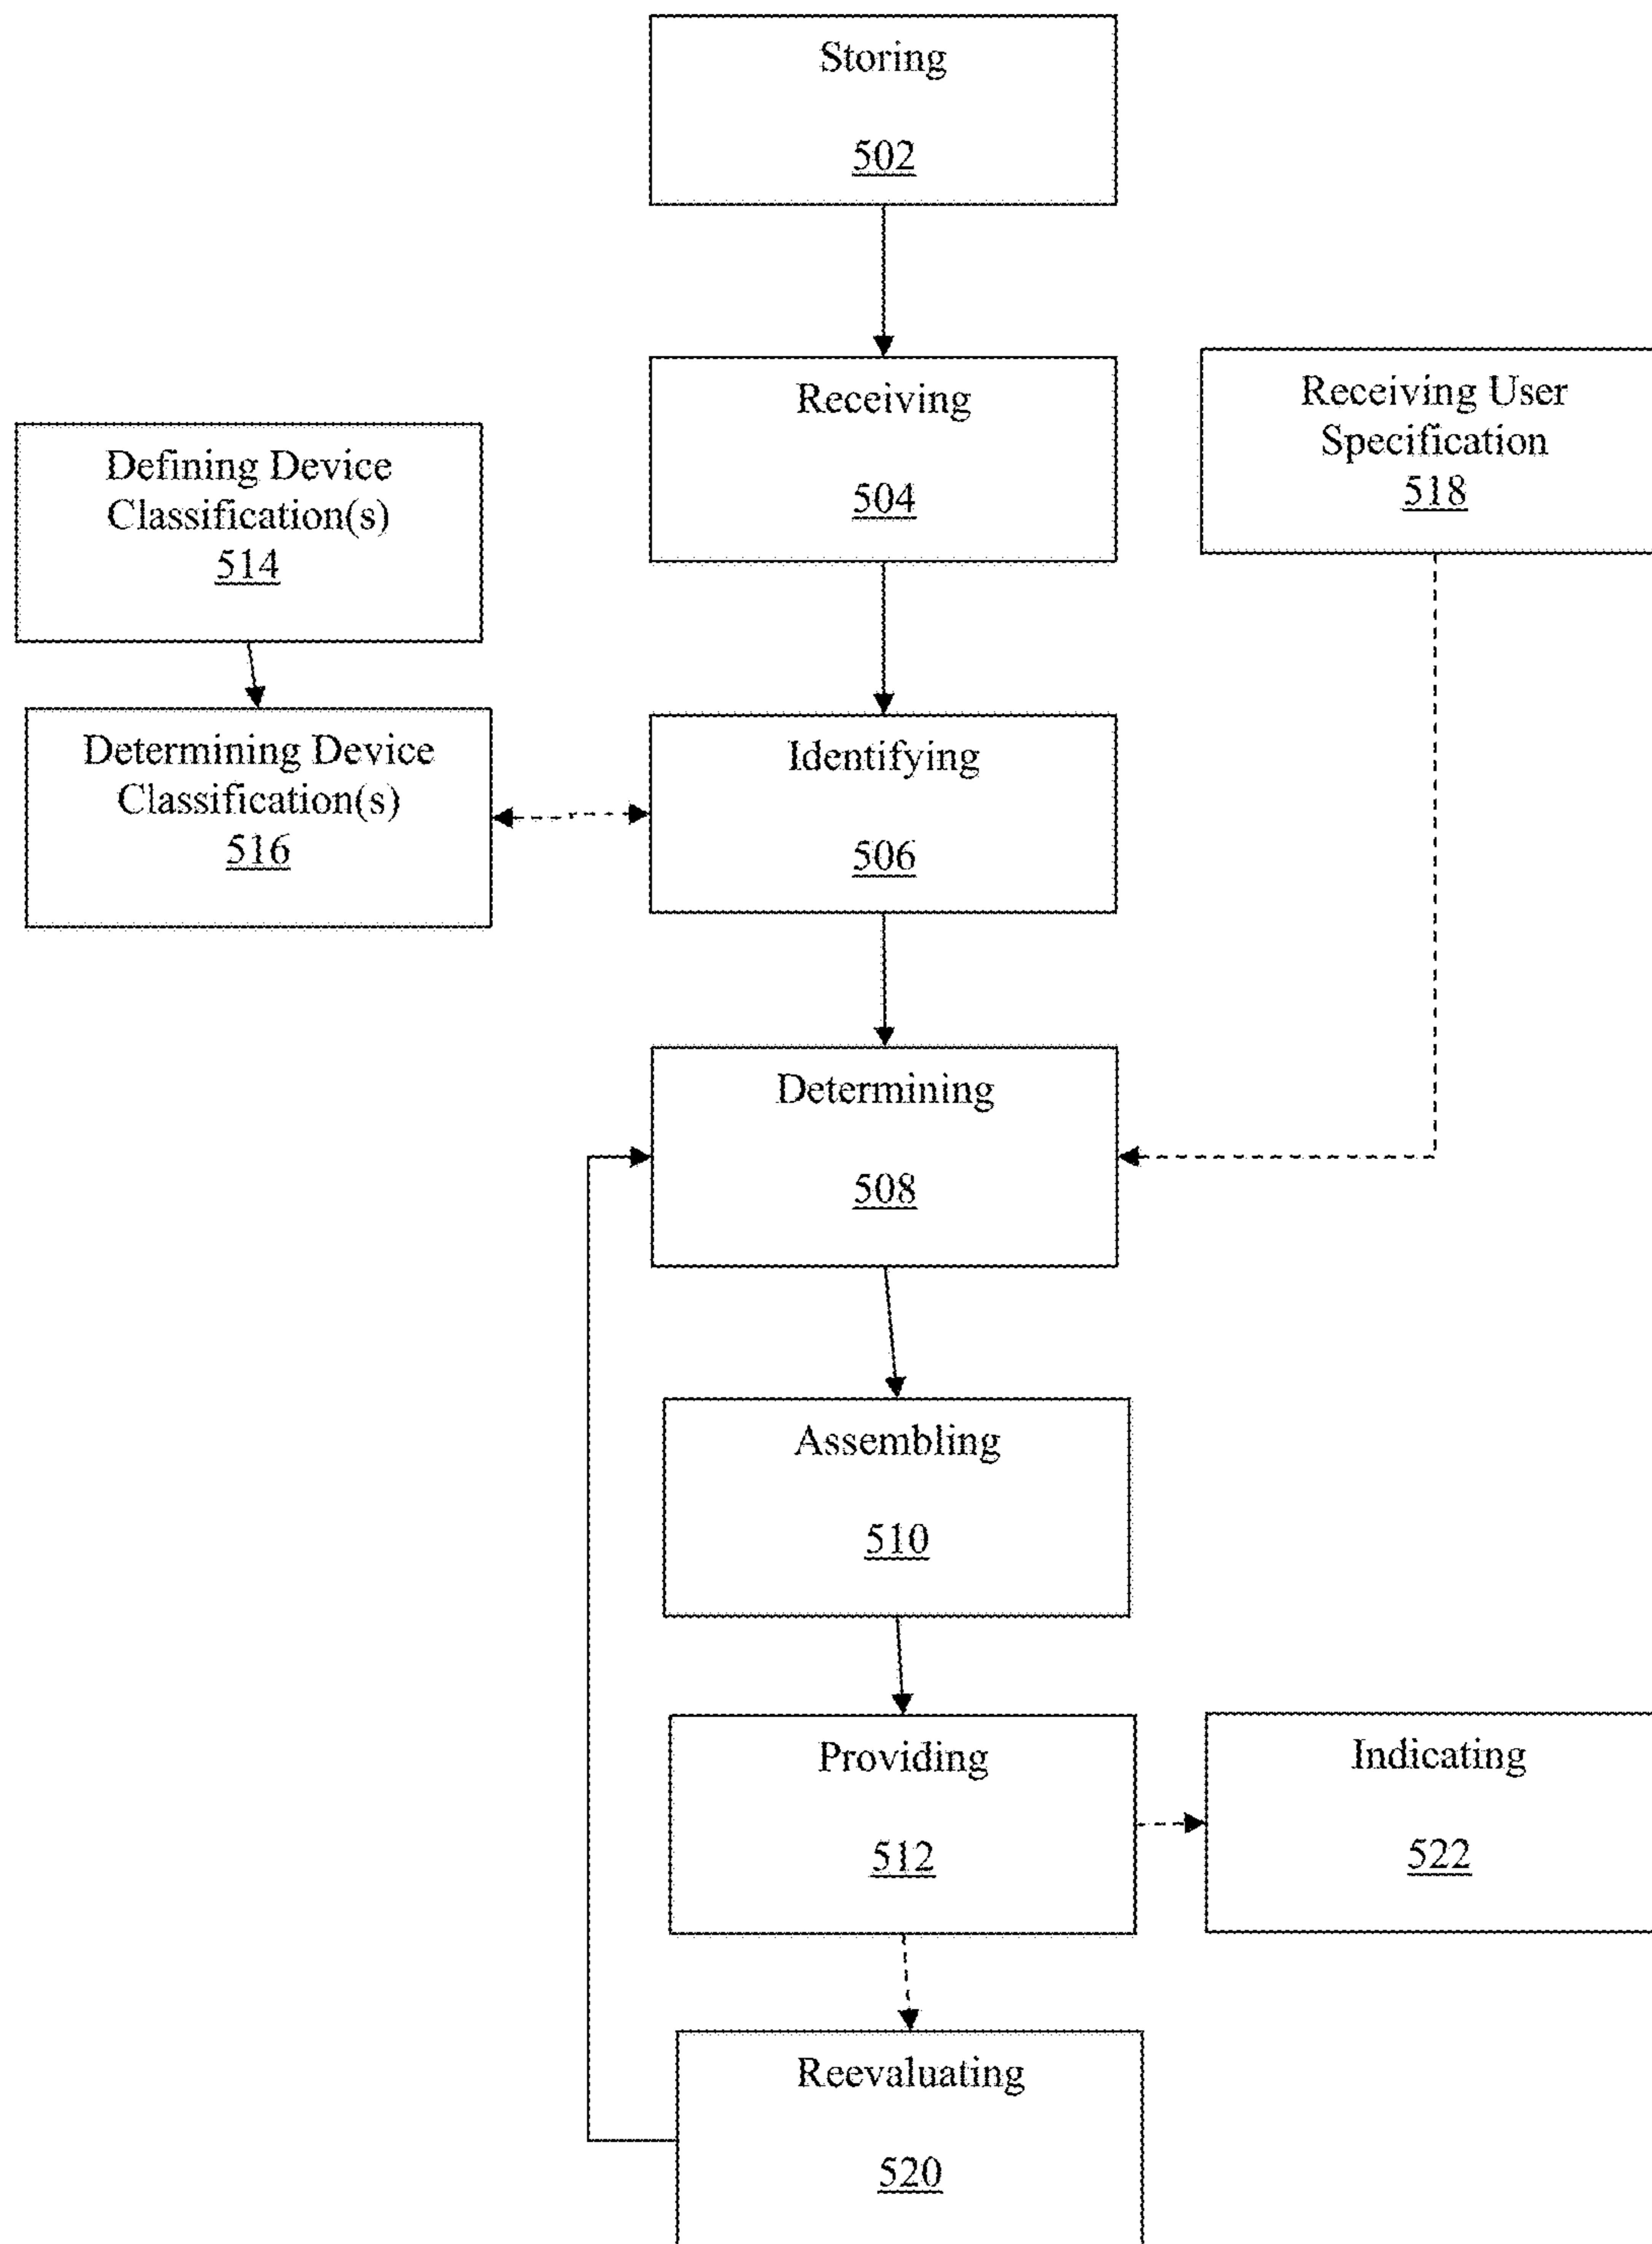 Storing
502
Receiving
504
Receiving User
Specification
518
Defining Device
Classification(s)
514
Determining Device
Classification(s)
516
Identifying
506
Determining
508
Assembling
510
Providing
512
Indicating
522
Reevaluating
520